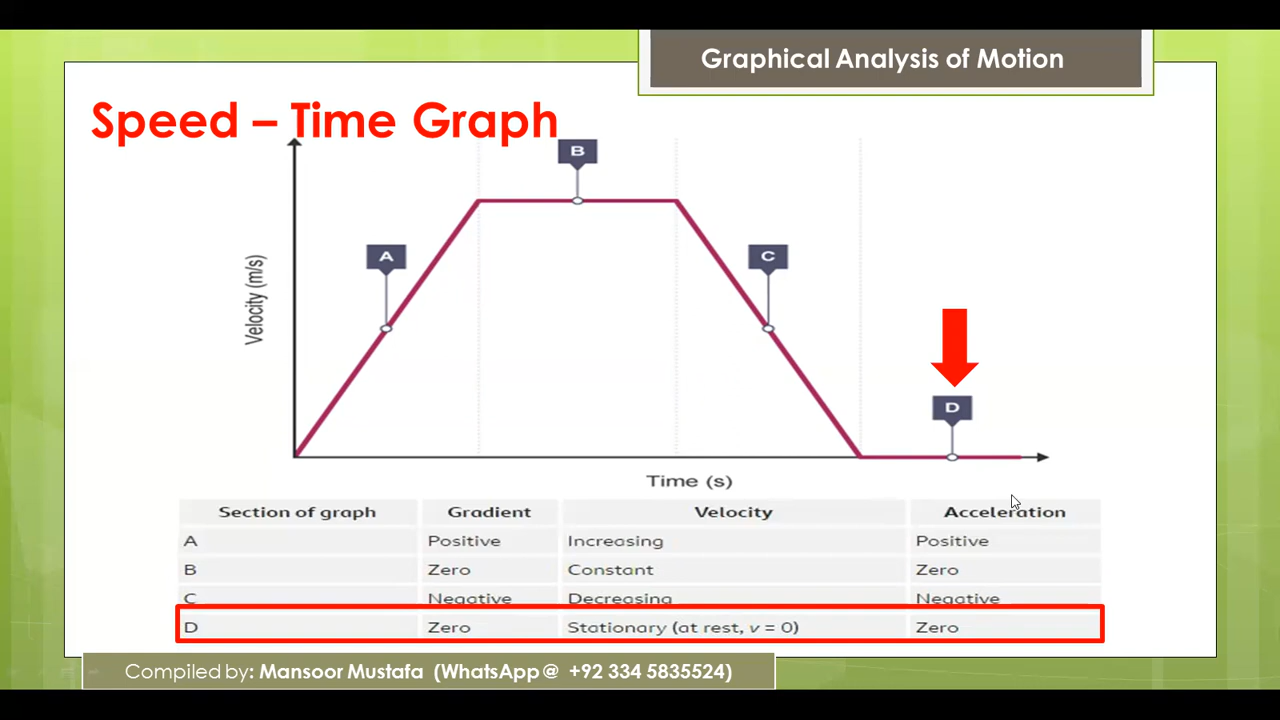 Graphical Analysis of Motion
Speed – Time Graph
B
A
C
D
Velocity (m/s)
Time (s)
Section of graph Gradient Velocity Acceleration
A Positive Increasing Positive
B Zero Constant Zero
C Negative Decreasing Negative
D Zero Stationary (at rest, v = 0) Zero
Compiled by: Mansoor Mustafa (WhatsApp @ +92 334 5835524)